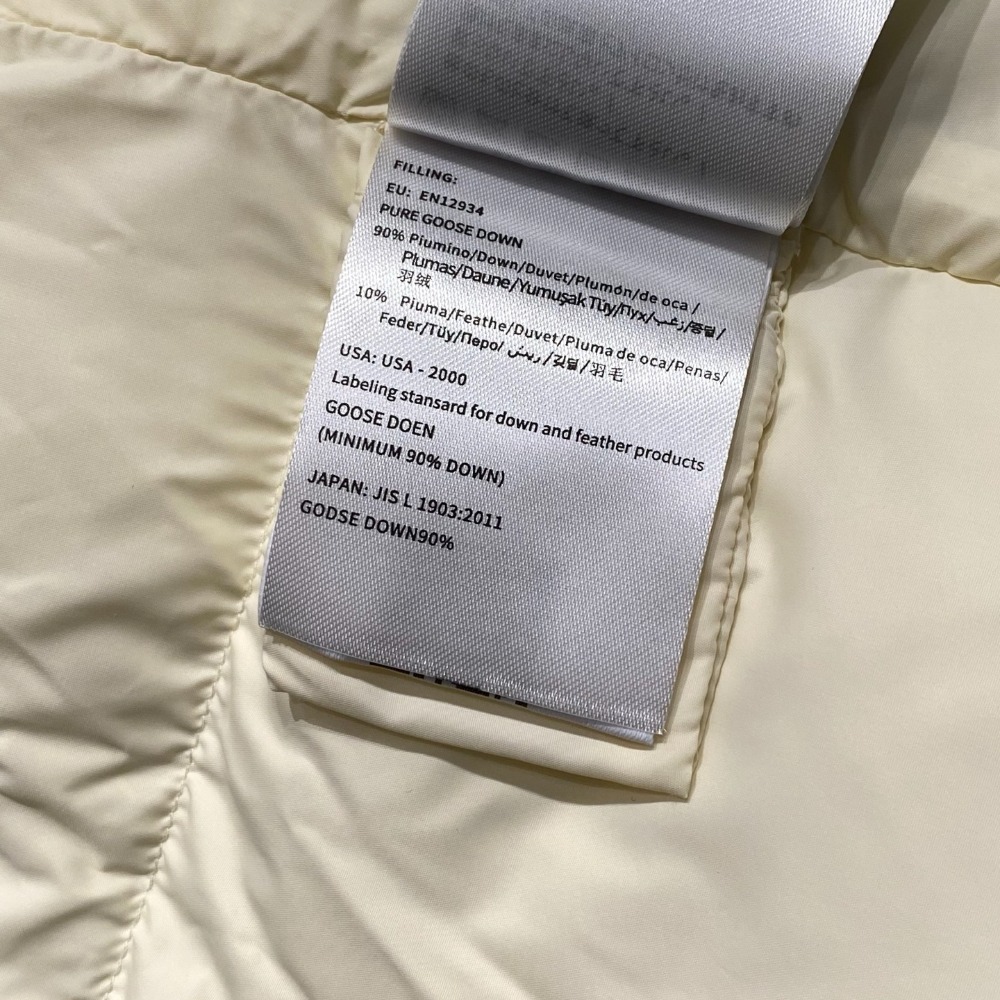 FILLING:
EU: EN12934
PURE GOOSE DOWN
90% Piumino/Down/Duvet/Plumón/de oca /
Plumas/Daune/Yumuşak Tüy/Пух/زغب/깃털/
羽绒
10% Piuma/Feathe/Duvet/Pluma de oca/Penas/
Feder/Tüy/Перо/ ريش /깃털/羽毛
USA: USA - 2000
Labeling stansard for down and feather products
GOOSE DOEN
(MINIMUM 90% DOWN)
JAPAN: JIS L 1903:2011
GODSE DOWN90%